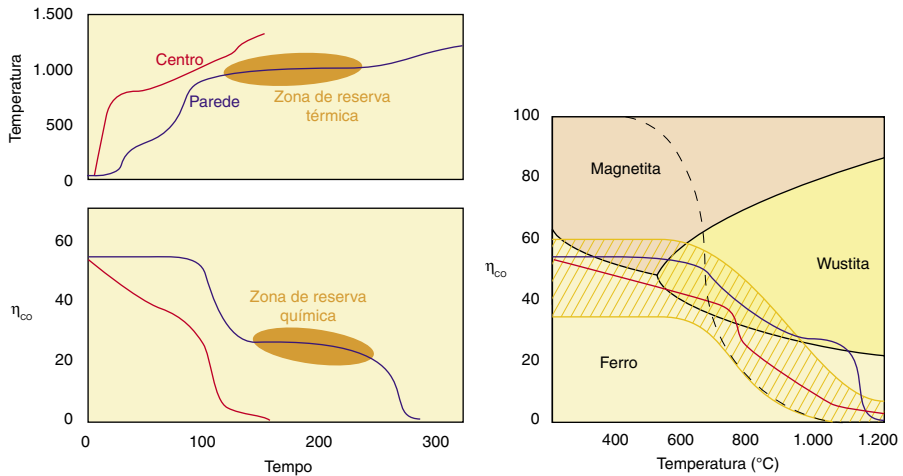 1.500
1.000
500
0
Temperatura
Centro
Parede
Zona de reserva
térmica
60
40
20
0
ηco
Zona de reserva
química
0
100
200
300
Tempo
100
80
60
40
20
0
ηco
Magnetita
Wustita
Ferro
400
600
800
1.000
1.200
Temperatura (°C)